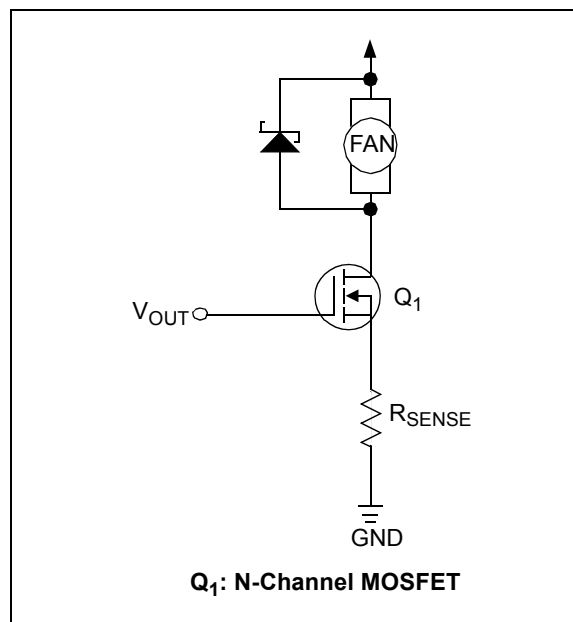 FAN
V_OUT
Q_1
R_SENSE
GND
Q_1: N-Channel MOSFET